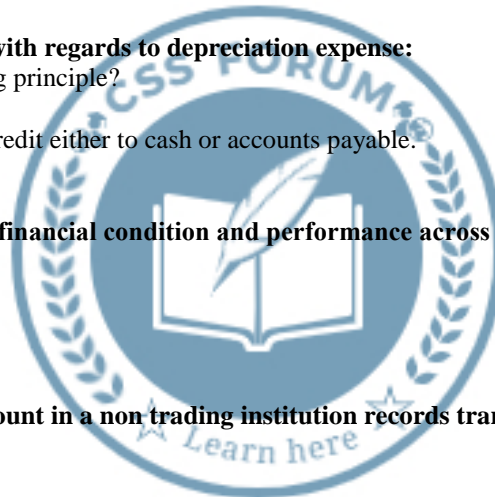 with regards to depreciation expense:
g principle?
CSS FORUM
redit either to cash or accounts payable.
financial condition and performance across
ount in a non trading institution records tran
Learn here